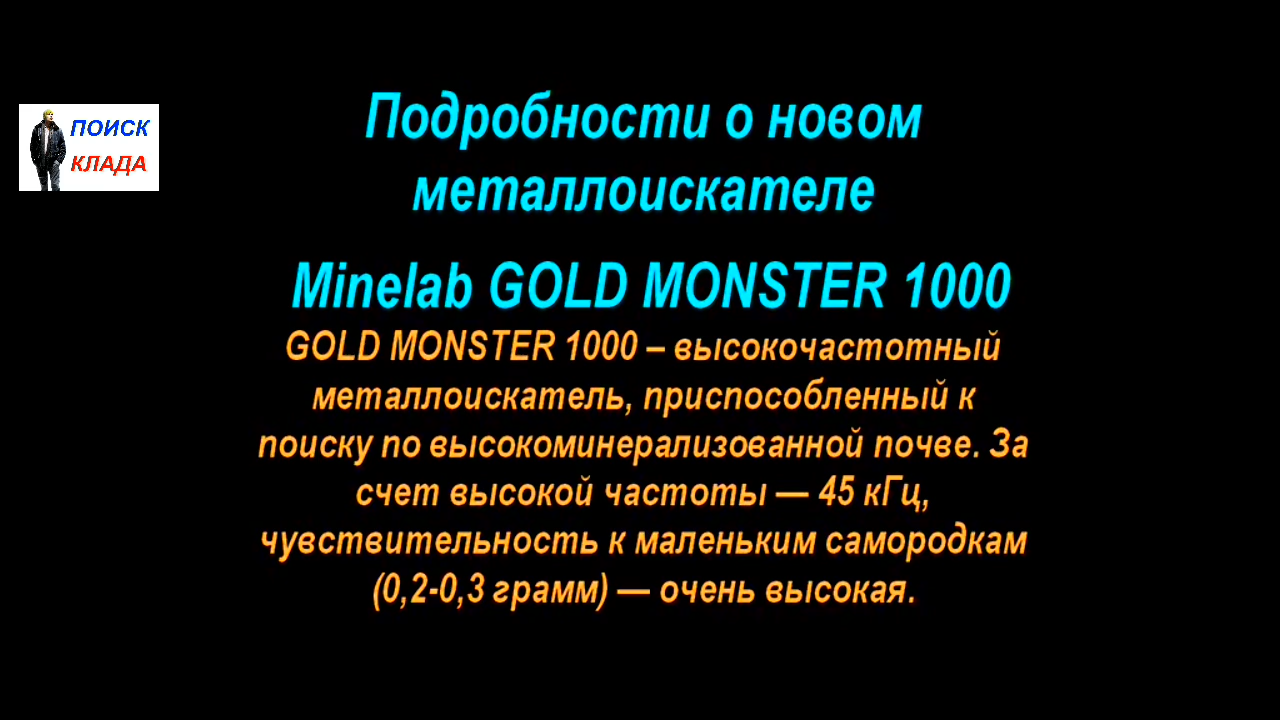 ПОИСК
КЛАДА
Подробности о новом
металлоискателе
Minelab GOLD MONSTER 1000
GOLD MONSTER 1000 – высокочастотный
металлоискатель, приспособленный к
поиску по высокоминерализованной почве. За
счет высокой частоты — 45 кГц,
чувствительность к маленьким самородкам
(0,2-0,3 грамм) — очень высокая.